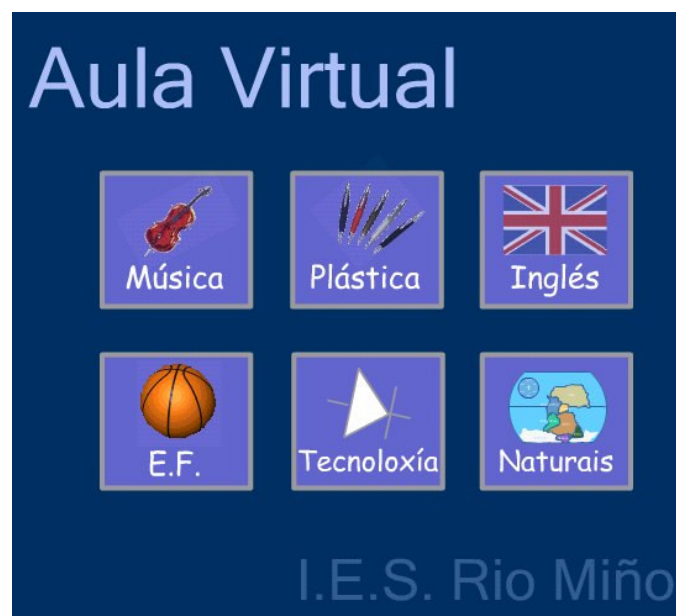 Aula Virtual
Música Plástica Inglés
E.F. Tecnoloxía Naturais
I.E.S. Rio Miño